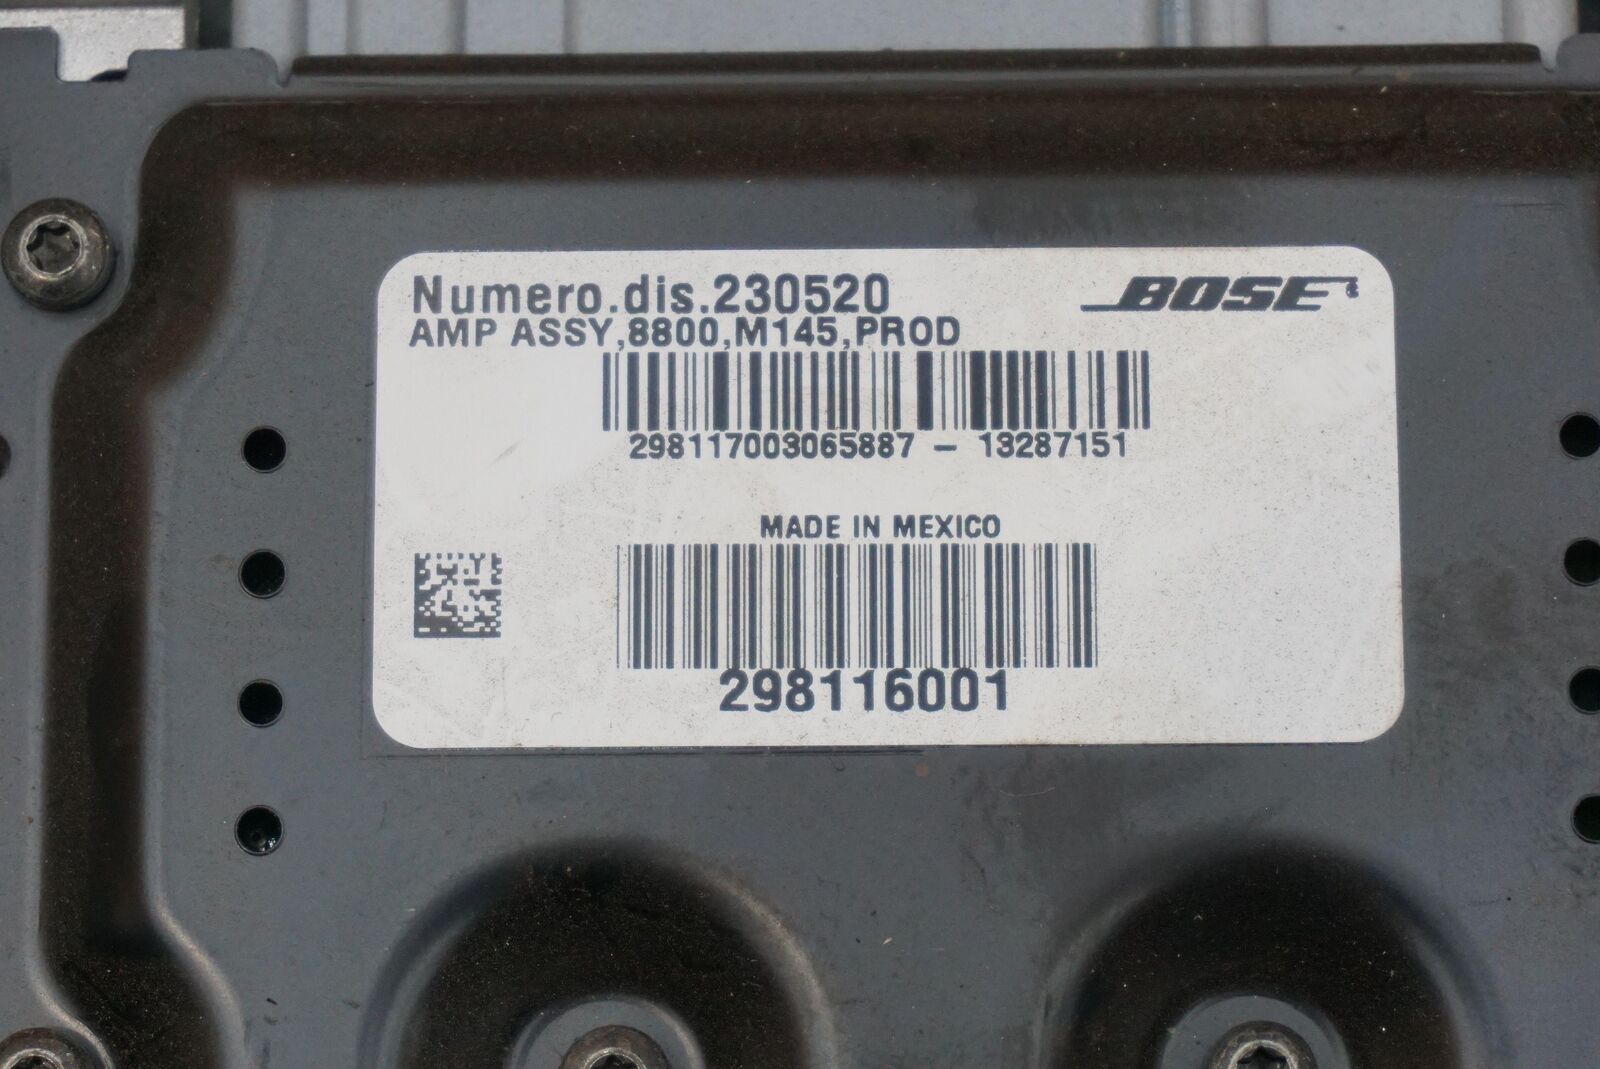 Numero.dis.230520
BOSE
AMP ASSY,8800,M145,PROD
298117003065887 - 13287151
MADE IN MEXICO
298116001